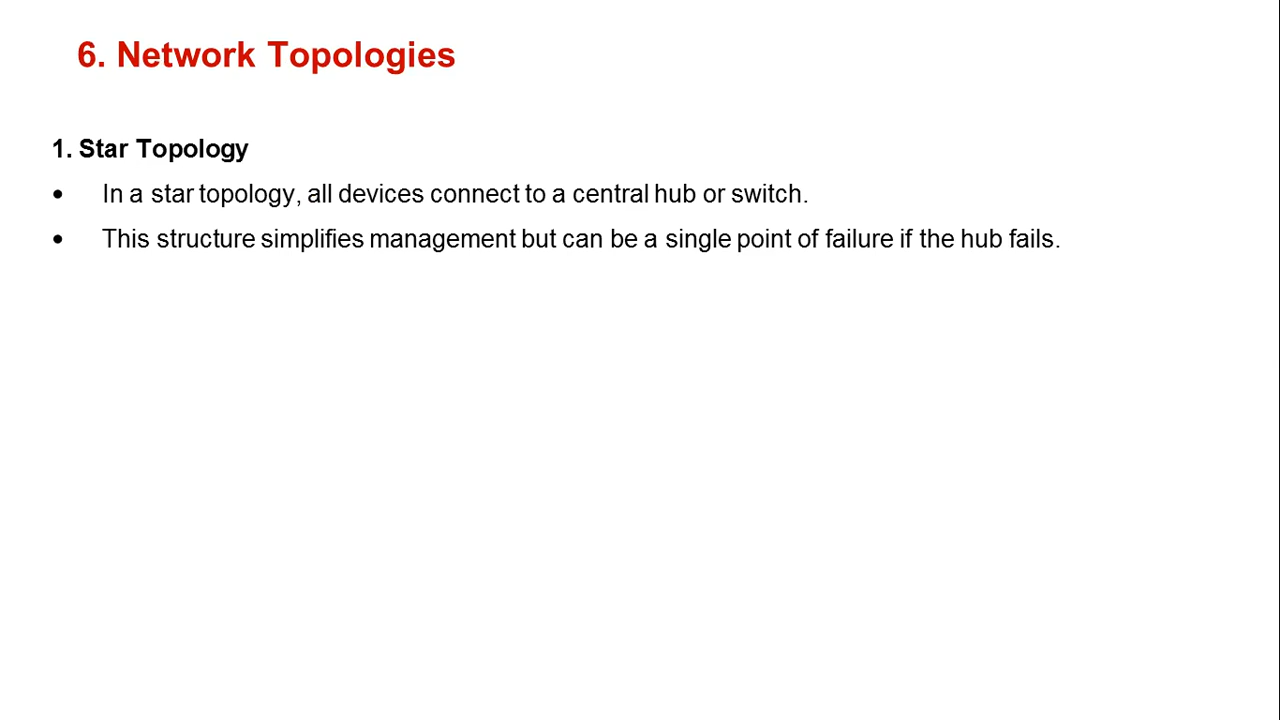 6. Network Topologies
1. Star Topology
• In a star topology, all devices connect to a central hub or switch.
• This structure simplifies management but can be a single point of failure if the hub fails.